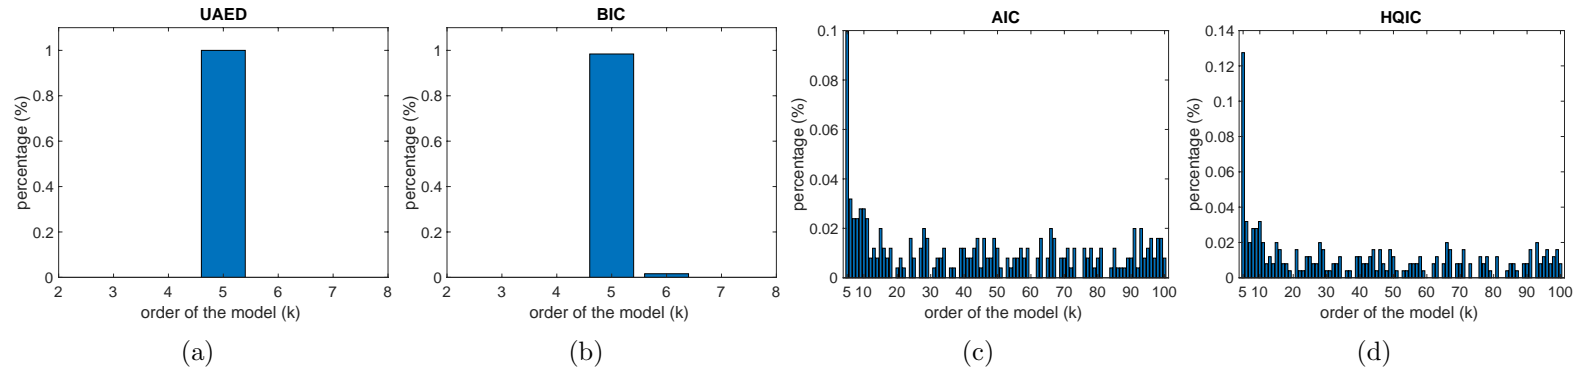 UAED
percentage (%)
1
0.8
0.6
0.4
0.2
0
2 3 4 5 6 7 8
order of the model (k)
(a)
BIC
percentage (%)
1
0.8
0.6
0.4
0.2
0
2 3 4 5 6 7 8
order of the model (k)
(b)
AIC
percentage (%)
0.1
0.08
0.06
0.04
0.02
0
5 10 20 30 40 50 60 70 80 90 100
order of the model (k)
(c)
HQIC
percentage (%)
0.14
0.12
0.1
0.08
0.06
0.04
0.02
0
5 10 20 30 40 50 60 70 80 90 100
order of the model (k)
(d)